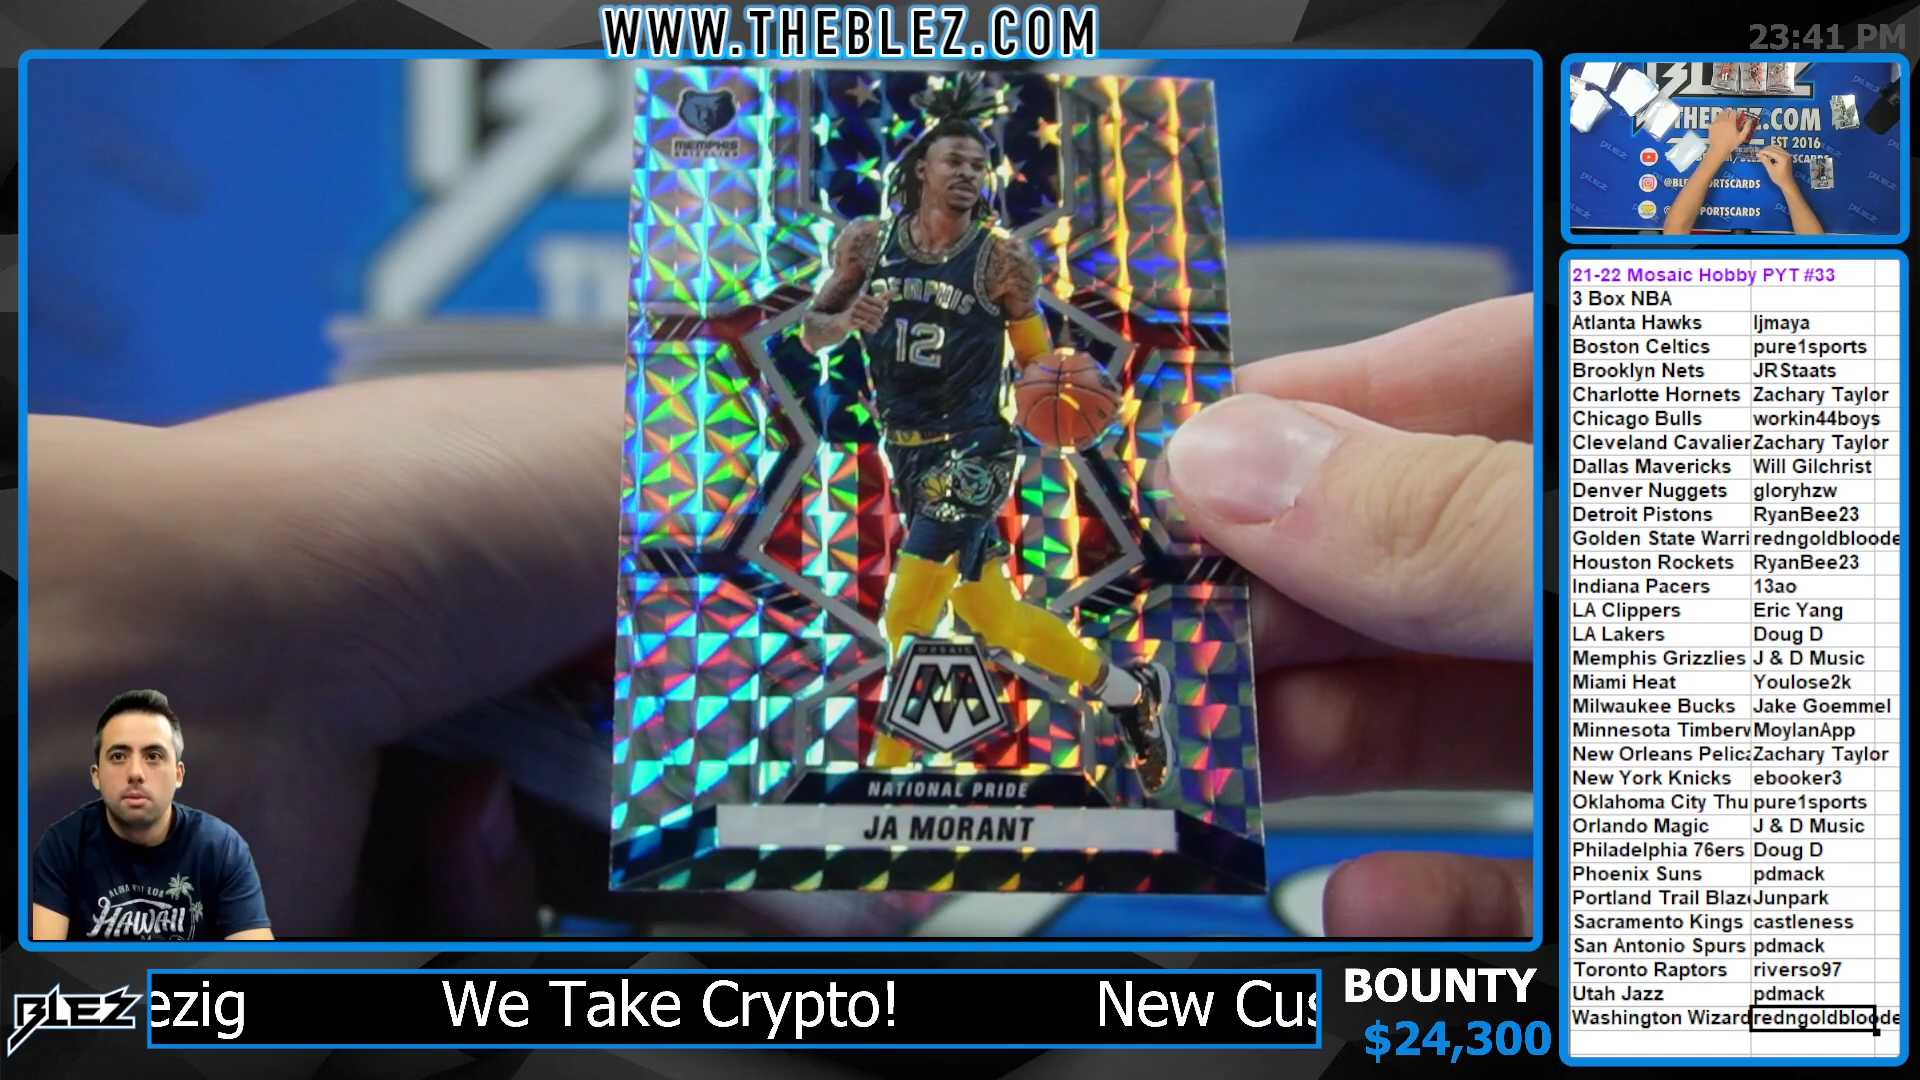 WWW.THEBLEZ.COM
23:41 PM
MEMPHIS
GRIZZLIES
MEMPHIS
12
MOSAIC
M
NATIONAL PRIDE
JA MORANT
HAWAII
BLEZ
THEBLEZ.COM
EST 2016
21-22 Mosaic Hobby PYT #33
3 Box NBA
Atlanta Hawks ljmaya
Boston Celtics pure1sports
Brooklyn Nets JRStaats
Charlotte Hornets Zachary Taylor
Chicago Bulls workin44boys
Cleveland Cavalier Zachary Taylor
Dallas Mavericks Will Gilchrist
Denver Nuggets gloryhzw
Detroit Pistons RyanBee23
Golden State Warri redngoldbloode
Houston Rockets RyanBee23
Indiana Pacers 13ao
LA Clippers Eric Yang
LA Lakers Doug D
Memphis Grizzlies J & D Music
Miami Heat Youlose2k
Milwaukee Bucks Jake Goemmel
Minnesota Timberv MoylanApp
New Orleans Pelica Zachary Taylor
New York Knicks ebooker3
Oklahoma City Thu pure1sports
Orlando Magic J & D Music
Philadelphia 76ers Doug D
Phoenix Suns pdmack
Portland Trail Blaze Junpark
Sacramento Kings castleness
San Antonio Spurs pdmack
Toronto Raptors riverso97
Utah Jazz pdmack
Washington Wizard redngoldbloode
BLEZ
ezig We Take Crypto! New Cus
BOUNTY
$24,300